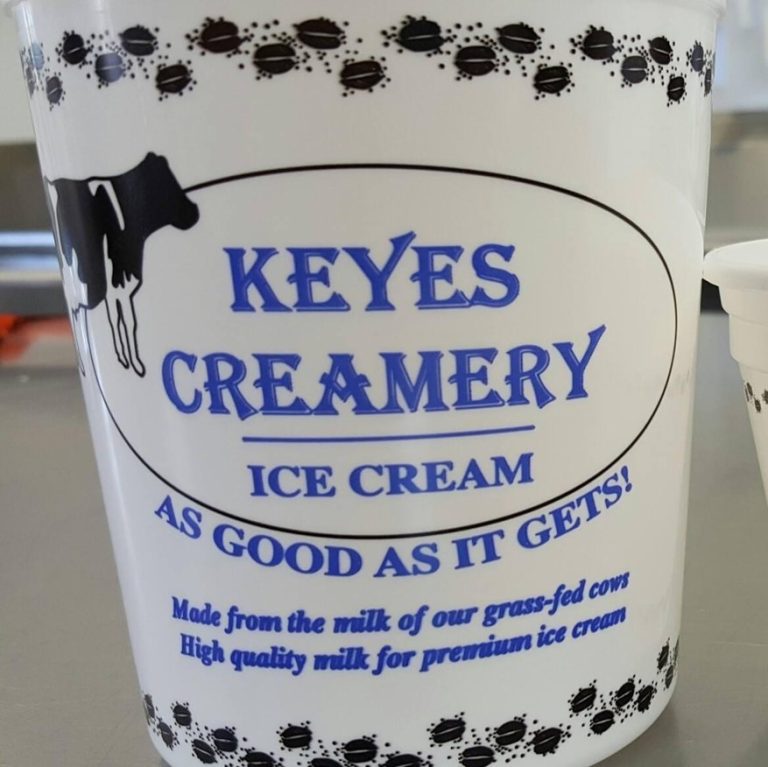 KEYES
CREAMERY
ICE CREAM
AS GOOD AS IT GETS!
Made from the milk of our grass-fed cows
High quality milk for premium ice cream